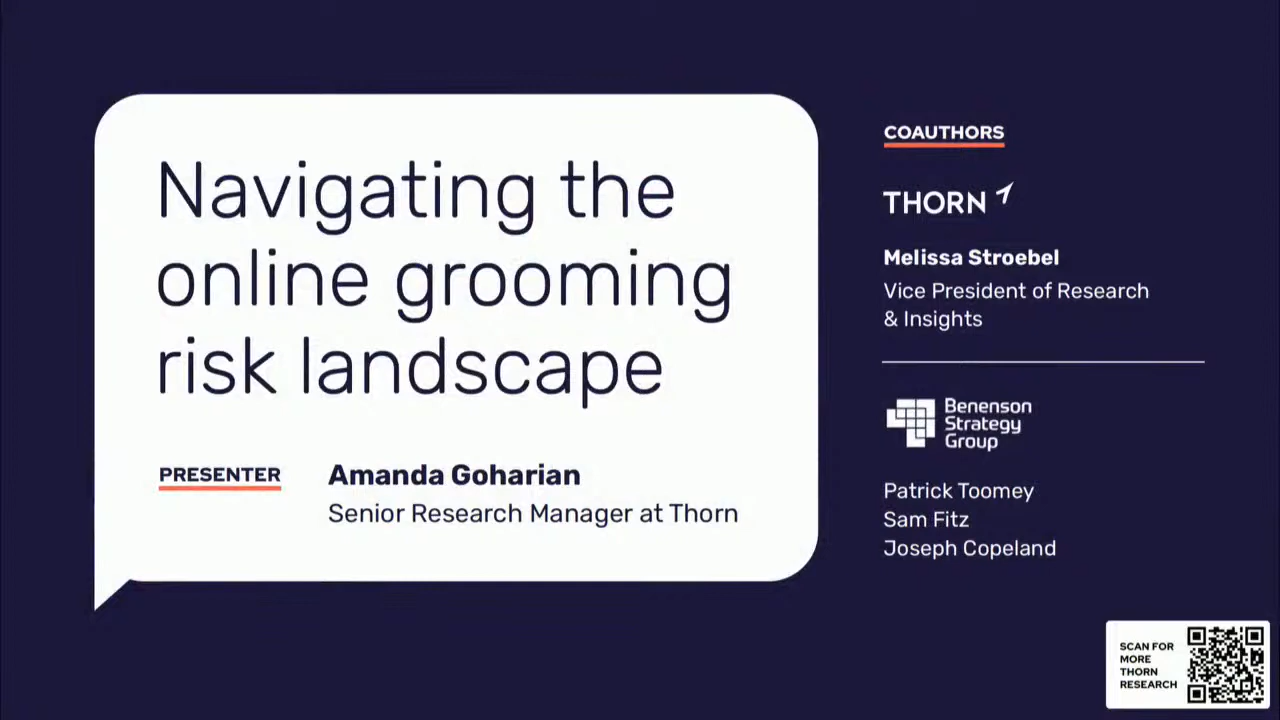 Navigating the
online grooming
risk landscape
PRESENTER
Amanda Goharian
Senior Research Manager at Thorn
COAUTHORS
THORN
Melissa Stroebel
Vice President of Research
& Insights
Benenson
Strategy
Group
Patrick Toomey
Sam Fitz
Joseph Copeland
SCAN FOR
MORE
THORN
RESEARCH